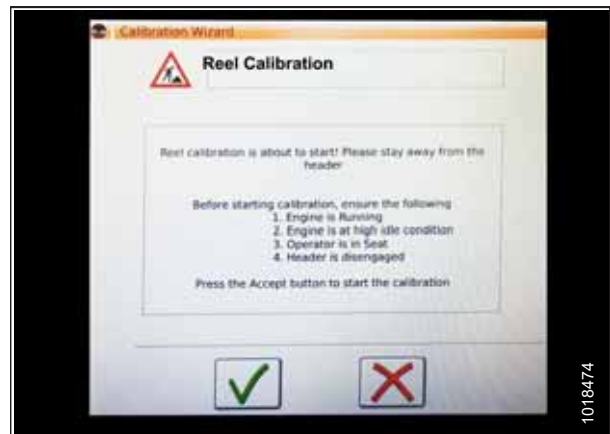 Calibration Wizard
Reel Calibration
Reel calibration is about to start! Please stay away from the
header
Before starting calibration, ensure the following
1. Engine is Running
2. Engine is at high idle condition
3. Operator is in Seat
4. Header is disengaged
Press the Accept button to start the calibration
1018474